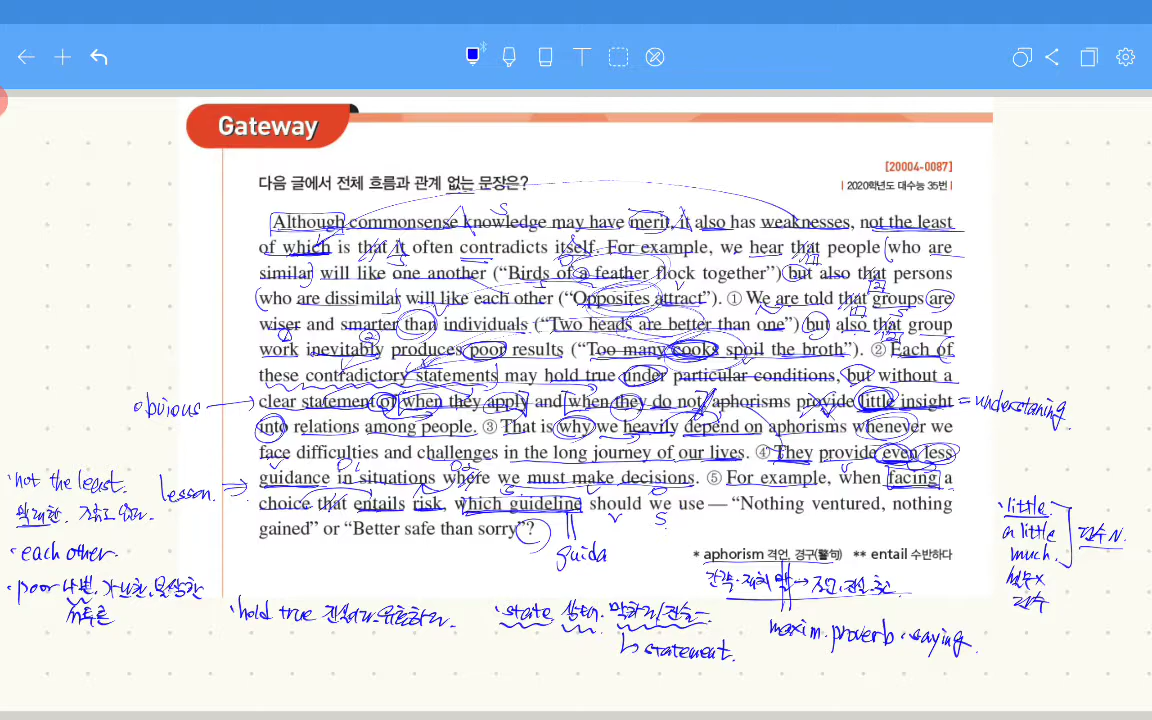 Gateway
[20004-0087]
다음 글에서 전체 흐름과 관계 없는 문장은?
| 2020학년도 대수능 35번 |
Although commonsense knowledge may have merit, it also has weaknesses, not the least
of which is that it often contradicts itself. For example, we hear that people who are
similar will like one another (“Birds of a feather flock together”) but also that persons
who are dissimilar will like each other (“Opposites attract”). ① We are told that groups are
wiser and smarter than individuals (“Two heads are better than one”) but also that group
work inevitably produces poor results (“Too many cooks spoil the broth”). ② Each of
these contradictory statements may hold true under particular conditions, but without a
clear statement of when they apply and when they do not, aphorisms provide little insight
into relations among people. ③ That is why we heavily depend on aphorisms whenever we
face difficulties and challenges in the long journey of our lives. ④ They provide even less
guidance in situations where we must make decisions. ⑤ For example, when facing a
choice that entails risk, which guideline should we use — “Nothing ventured, nothing
gained” or “Better safe than sorry”?
* aphorism 격언, 경구(警句) ** entail 수반하다
obvious
= understaning
lesson.
not the least.
each other.
poor
guida
little
a little
much.
hold true
state
statement.
maxim. proverb. saying.